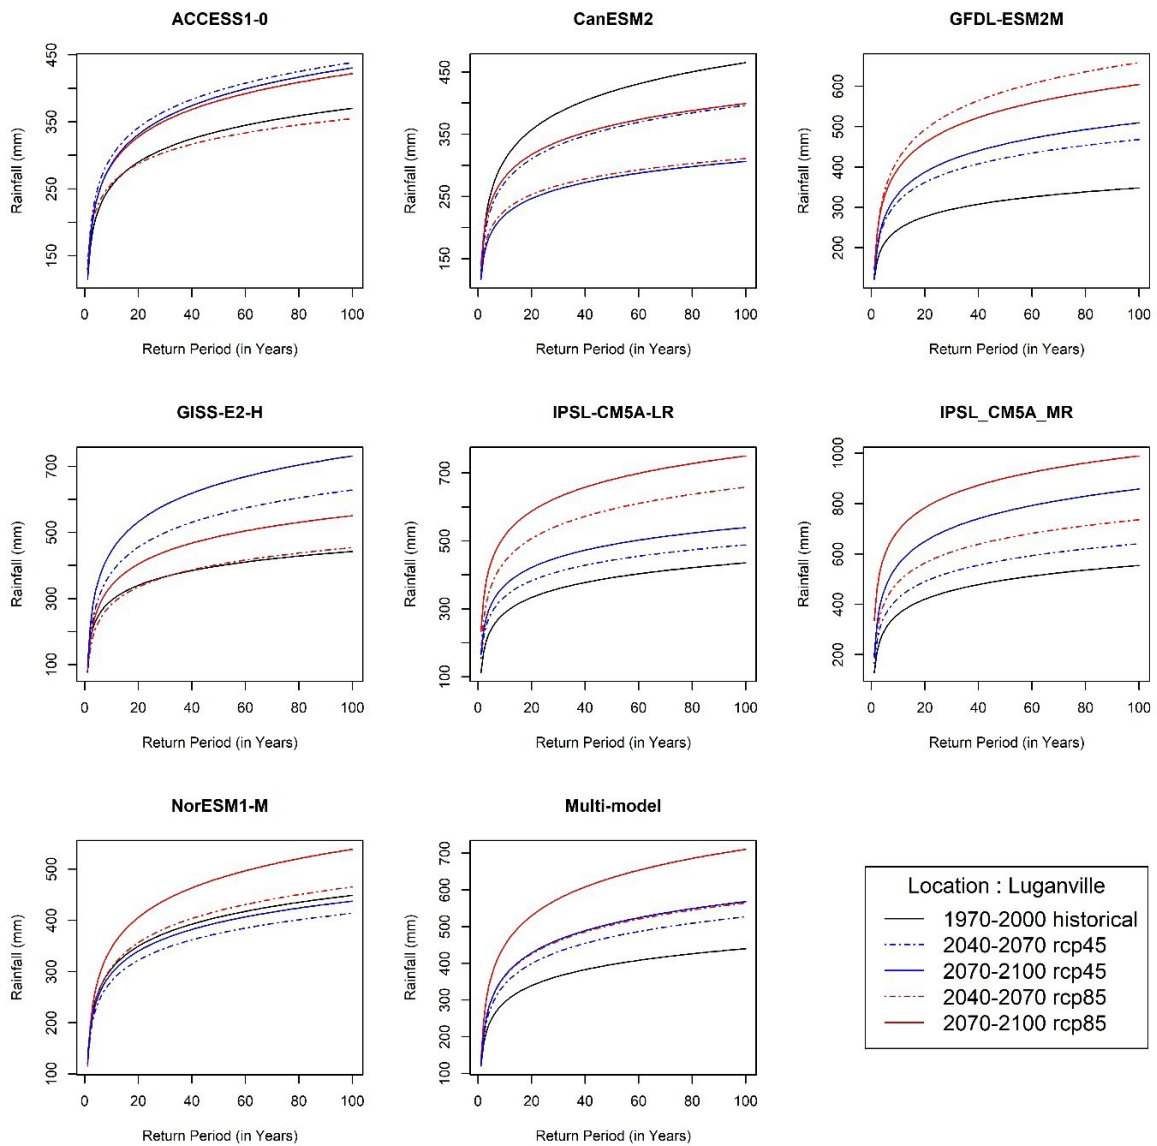 ACCESS1-0
Rainfall (mm)
450
350
250
150
0 20 40 60 80 100
Return Period (in Years)
CanESM2
Rainfall (mm)
450
350
250
150
0 20 40 60 80 100
Return Period (in Years)
GFDL-ESM2M
Rainfall (mm)
600
500
400
300
200
0 20 40 60 80 100
Return Period (in Years)
GISS-E2-H
Rainfall (mm)
700
500
300
100
0 20 40 60 80 100
Return Period (in Years)
IPSL-CM5A-LR
Rainfall (mm)
700
500
300
100
0 20 40 60 80 100
Return Period (in Years)
IPSL_CM5A_MR
Rainfall (mm)
1000
800
600
400
200
0 20 40 60 80 100
Return Period (in Years)
NorESM1-M
Rainfall (mm)
500
400
300
200
100
0 20 40 60 80 100
Return Period (in Years)
Multi-model
Rainfall (mm)
700
600
500
400
300
200
100
0 20 40 60 80 100
Return Period (in Years)
Location : Luganville
1970-2000 historical
2040-2070 rcp45
2070-2100 rcp45
2040-2070 rcp85
2070-2100 rcp85